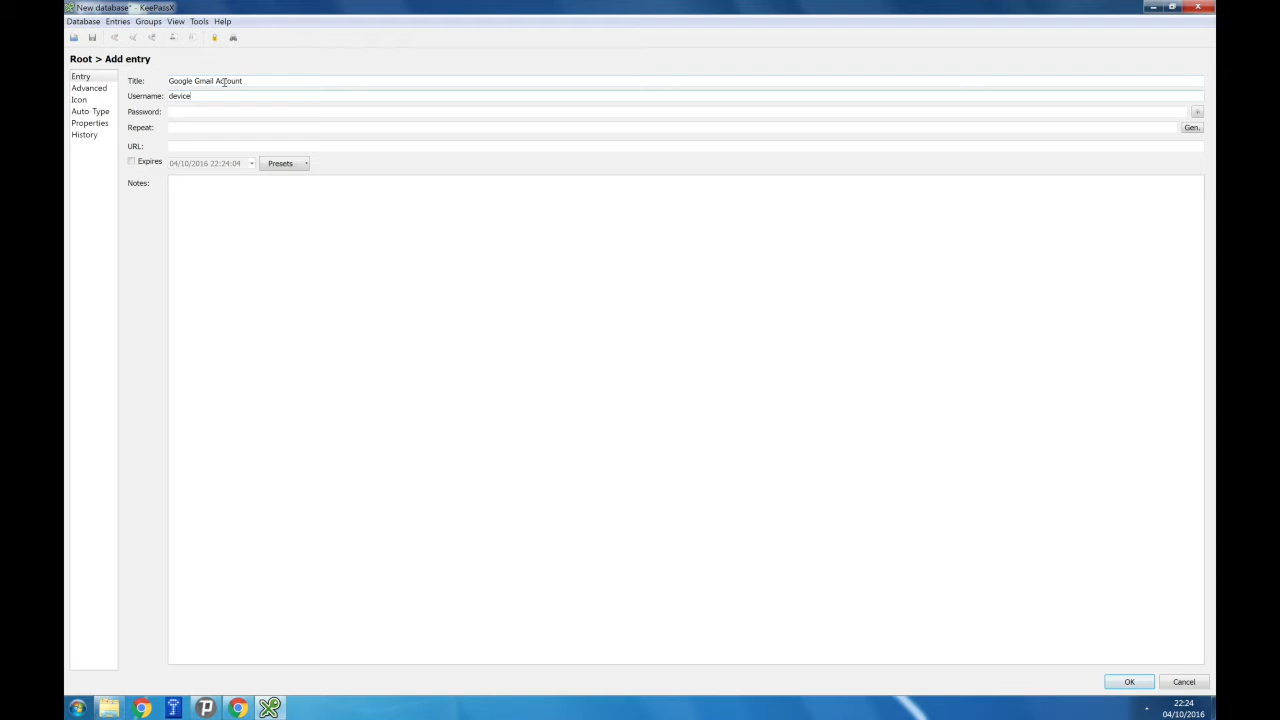 New database* - KeePassX
Database Entries Groups View Tools Help
Root > Add entry
Entry
Advanced
Icon
Auto-Type
Properties
History
Title: Google Gmail Account
Username: device
Password:
Repeat: Gen.
URL:
Expires 04/10/2016 22:24:04 Presets
Notes:
OK Cancel
22:24
04/10/2016